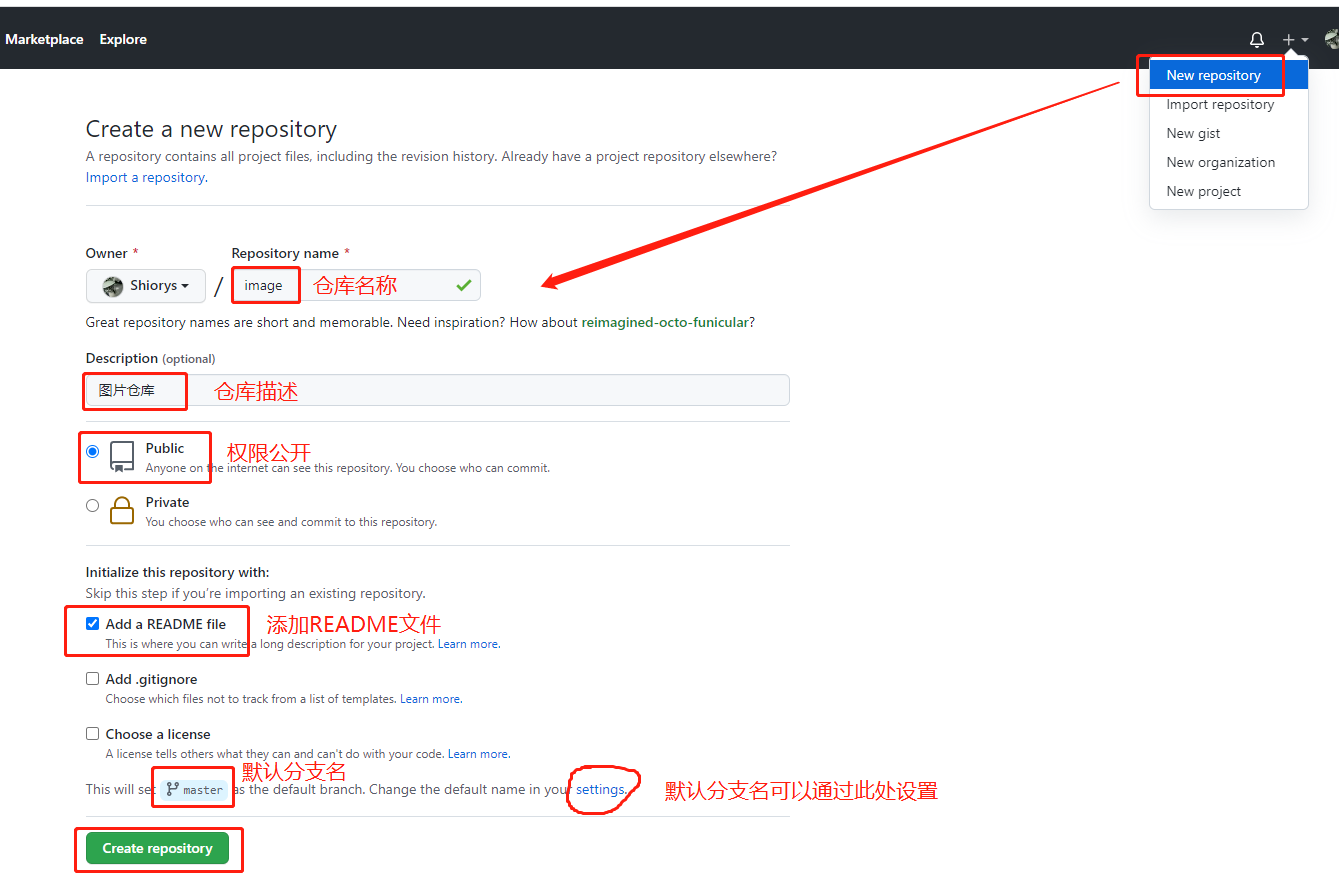 Marketplace Explore
New repository
Import repository
New gist
New organization
New project
Create a new repository
A repository contains all project files, including the revision history. Already have a project repository elsewhere?
Import a repository.
Owner * Repository name *
Shiorys / image 仓库名称
Great repository names are short and memorable. Need inspiration? How about reimagined-octo-funicular?
Description (optional)
图片仓库 仓库描述
Public 权限公开
Anyone on the internet can see this repository. You choose who can commit.
Private
You choose who can see and commit to this repository.
Initialize this repository with:
Skip this step if you're importing an existing repository.
Add a README file 添加README文件
This is where you can write a long description for your project. Learn more.
Add .gitignore
Choose which files not to track from a list of templates. Learn more.
Choose a license
A license tells others what they can and can't do with your code. Learn more.
默认分支名
This will set master as the default branch. Change the default name in your settings. 默认分支名可以通过此处设置
Create repository